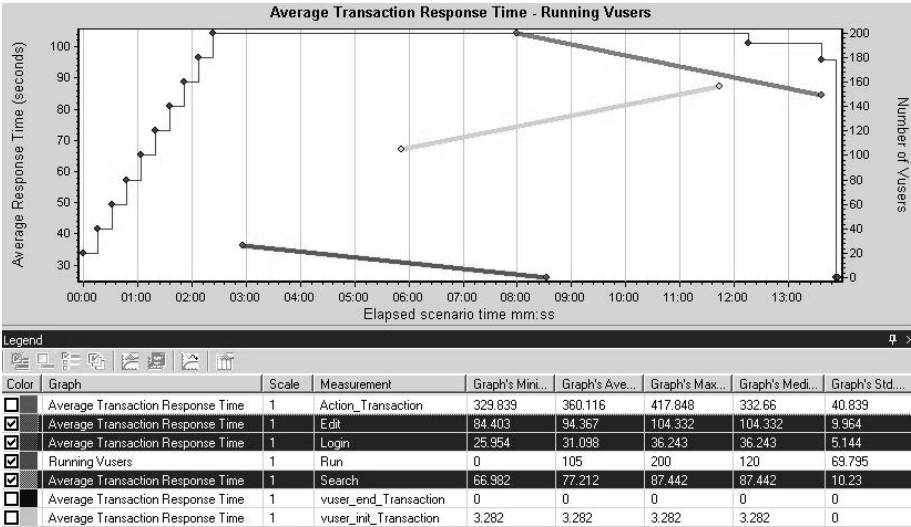 Average Transaction Response Time - Running Vusers
Average Response Time (seconds)
100
90
80
70
60
50
40
30
200
180
160
140
120
100
80
60
40
20
0
Number of Vusers
00:00 01:00 02:00 03:00 04:00 05:00 06:00 07:00 08:00 09:00 10:00 11:00 12:00 13:00
Elapsed scenario time mm:ss
Legend
Color Graph Scale Measurement Graph's Mini... Graph's Ave... Graph's Max... Graph's Medi... Graph's Std....
Average Transaction Response Time 1 Action_Transaction 329.839 360.116 417.848 332.66 40.839
Average Transaction Response Time 1 Edit 84.403 94.367 104.332 104.332 9.964
Average Transaction Response Time 1 Login 25.954 31.098 36.243 36.243 5.144
Running Vusers 1 Run 0 105 200 120 69.795
Average Transaction Response Time 1 Search 66.982 77.212 87.442 87.442 10.23
Average Transaction Response Time 1 vuser_end_Transaction 0 0 0 0 0
Average Transaction Response Time 1 vuser_init_Transaction 3.282 3.282 3.282 3.282 0